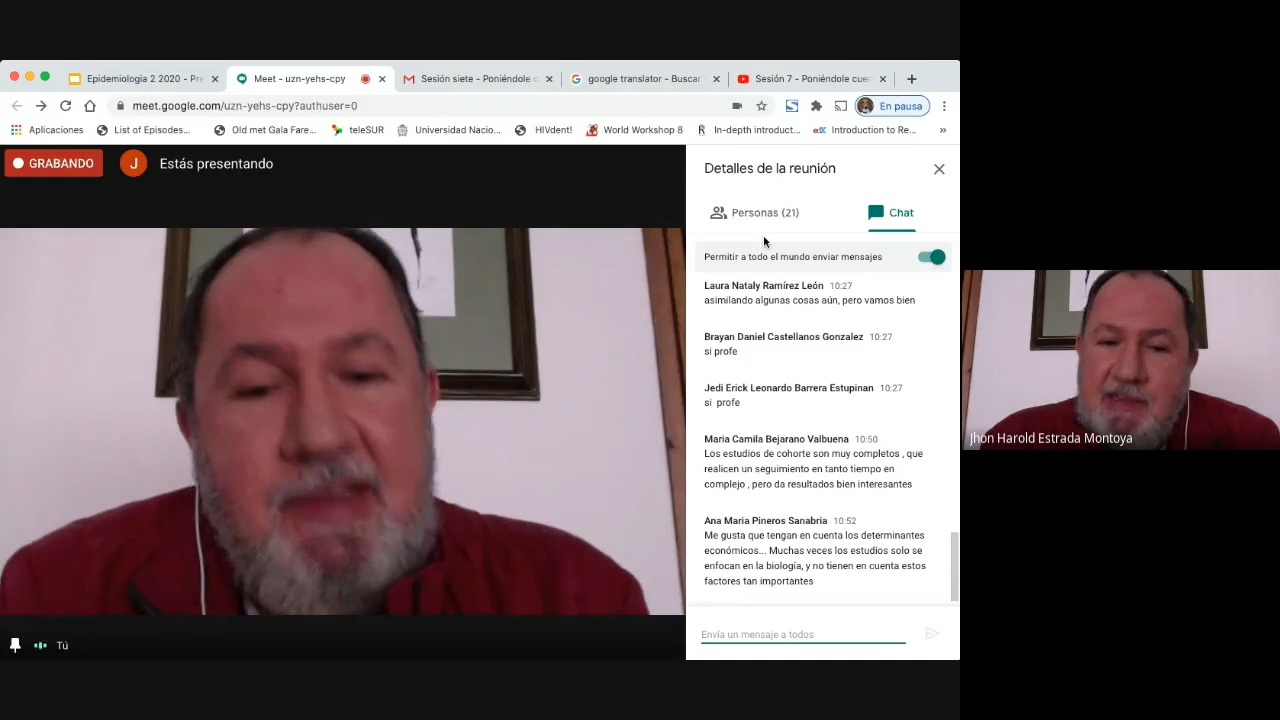 Epidemiología 2 2020 - Pre
Meet - uzn-yehs-cpy
Sesión siete - Poniéndole c
google translator - Buscar
Sesión 7 - Poniéndole cuer
meet.google.com/uzn-yehs-cpy?authuser=0
En pausa
Aplicaciones
List of Episodes...
Old met Gala Fare...
teleSUR
Universidad Nacio...
HIVdent!
World Workshop 8
In-depth introduct...
Introduction to Re...
»
GRABANDO
J
Estás presentando
Detalles de la reunión
Personas (21)
Chat
Permitir a todo el mundo enviar mensajes
Laura Nataly Ramírez León 10:27
asimilando algunas cosas aún, pero vamos bien
Brayan Daniel Castellanos Gonzalez 10:27
si profe
Jedi Erick Leonardo Barrera Estupinan 10:27
si profe
Maria Camila Bejarano Valbuena 10:50
Los estudios de cohorte son muy completos , que
realicen un seguimiento en tanto tiempo en
complejo , pero da resultados bien interesantes
Ana Maria Pineros Sanabria 10:52
Me gusta que tengan en cuenta los determinantes
económicos... Muchas veces los estudios solo se
enfocan en la biología, y no tienen en cuenta estos
factores tan importantes
Envía un mensaje a todos
Tú
Jhon Harold Estrada Montoya